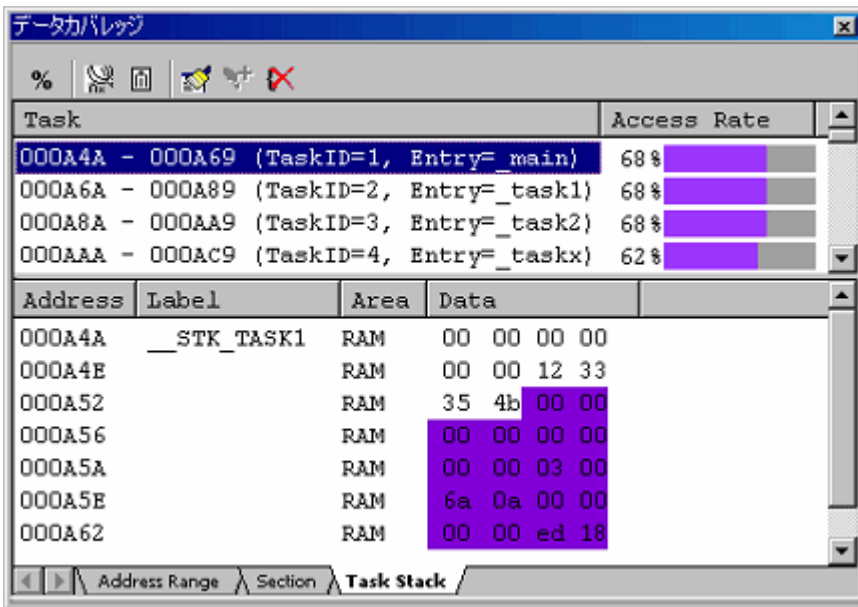 データカバレッジ
%
Task Access Rate
000A4A - 000A69 (TaskID=1, Entry=_main) 68%
000A6A - 000A89 (TaskID=2, Entry=_task1) 68%
000A8A - 000AA9 (TaskID=3, Entry=_task2) 68%
000AAA - 000AC9 (TaskID=4, Entry=_taskx) 62%
Address Label Area Data
000A4A __STK_TASK1 RAM 00 00 00 00
000A4E RAM 00 00 12 33
000A52 RAM 35 4b 00 00
000A56 RAM 00 00 00 00
000A5A RAM 00 00 03 00
000A5E RAM 6a 0a 00 00
000A62 RAM 00 00 ed 18
Address Range Section Task Stack